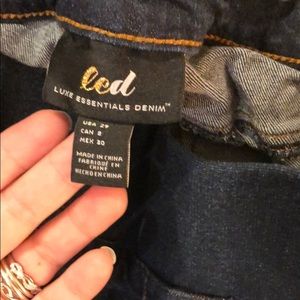 led
LUXE ESSENTIALS DENIM™
USA 29
CAN 8
MEX 30
MADE IN CHINA
FABRIQUÉ EN
CHINE
HECHO EN CHINA